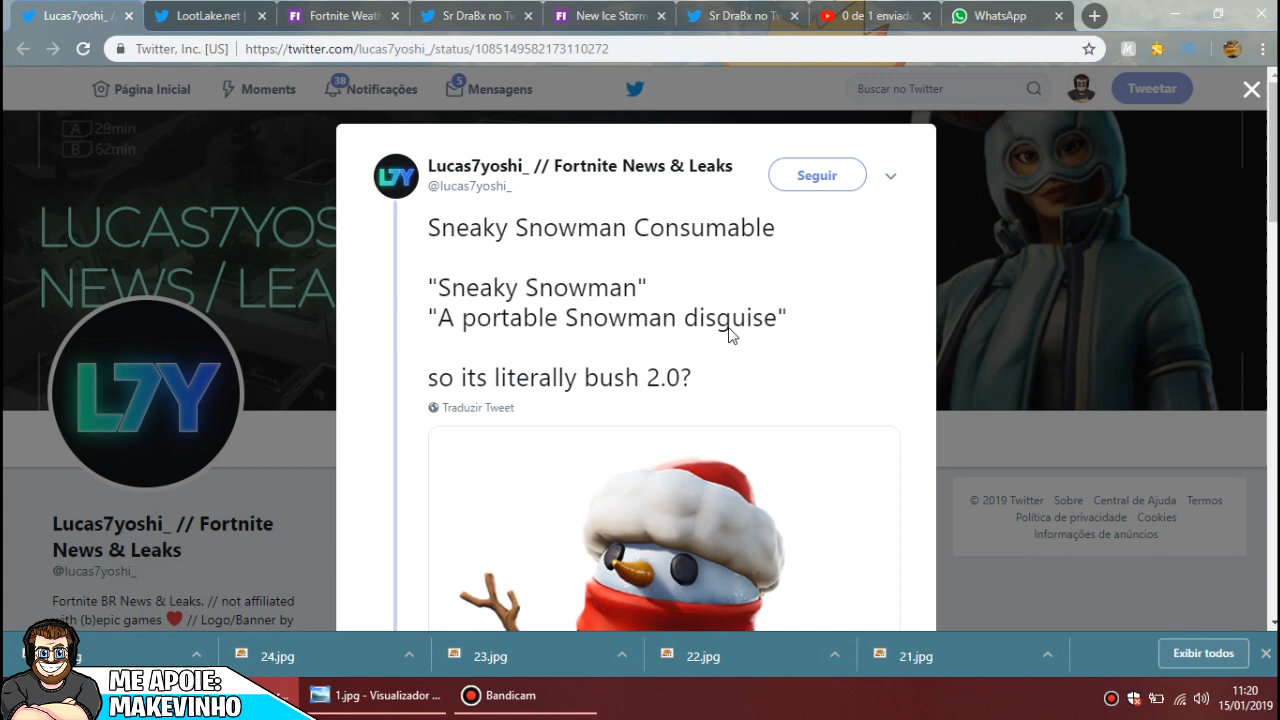 Lucas7yoshi_
LootLake.net |
Fortnite Weath
Sr DraBx no Tw
New Ice Storm
Sr DraBx no Tw
0 de 1 enviado
WhatsApp
Twitter, Inc. [US]
https://twitter.com/lucas7yoshi_/status/1085149582173110272
Página Inicial
Moments
38
Notificações
5
Mensagens
Buscar no Twitter
Tweetar
A 28min
B 62min
LUCAS7YOS
NEWS / LEA
L7Y
Lucas7yoshi_ // Fortnite News & Leaks
@lucas7yoshi_
Seguir
Sneaky Snowman Consumable
"Sneaky Snowman"
"A portable Snowman disguise"
so its literally bush 2.0?
Traduzir Tweet
L7Y
Lucas7yoshi_ // Fortnite
News & Leaks
@lucas7yoshi_
Fortnite BR News & Leaks. // not affiliated
with (b)epic games // Logo/Banner by
© 2019 Twitter Sobre Central de Ajuda Termos
Política de privacidade Cookies
Informações de anúncios
24.jpg
23.jpg
22.jpg
21.jpg
Exibir todos
ME APOIE:
MAKEVINHO
1.jpg - Visualizador ...
Bandicam
11:20
15/01/2019